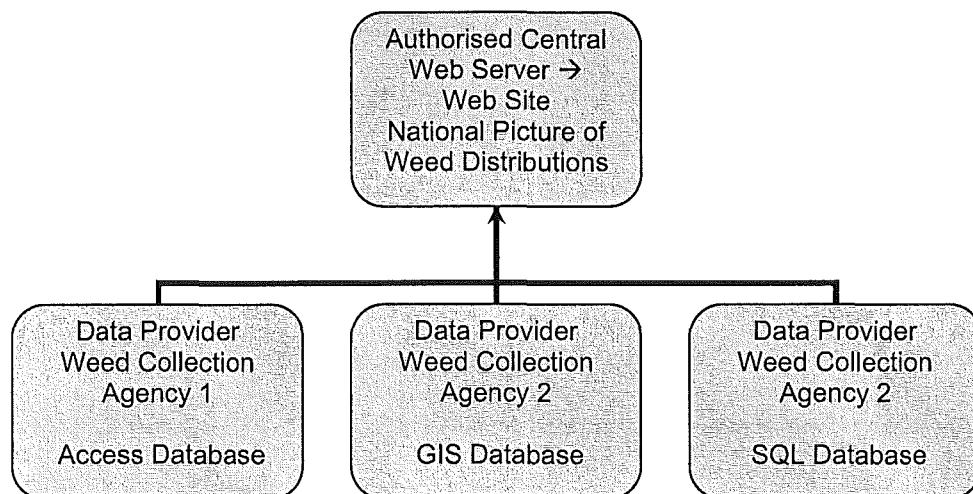 Authorised Central
Web Server →
Web Site
National Picture of
Weed Distributions
Data Provider
Weed Collection
Agency 1
Access Database
Data Provider
Weed Collection
Agency 2
GIS Database
Data Provider
Weed Collection
Agency 2
SQL Database